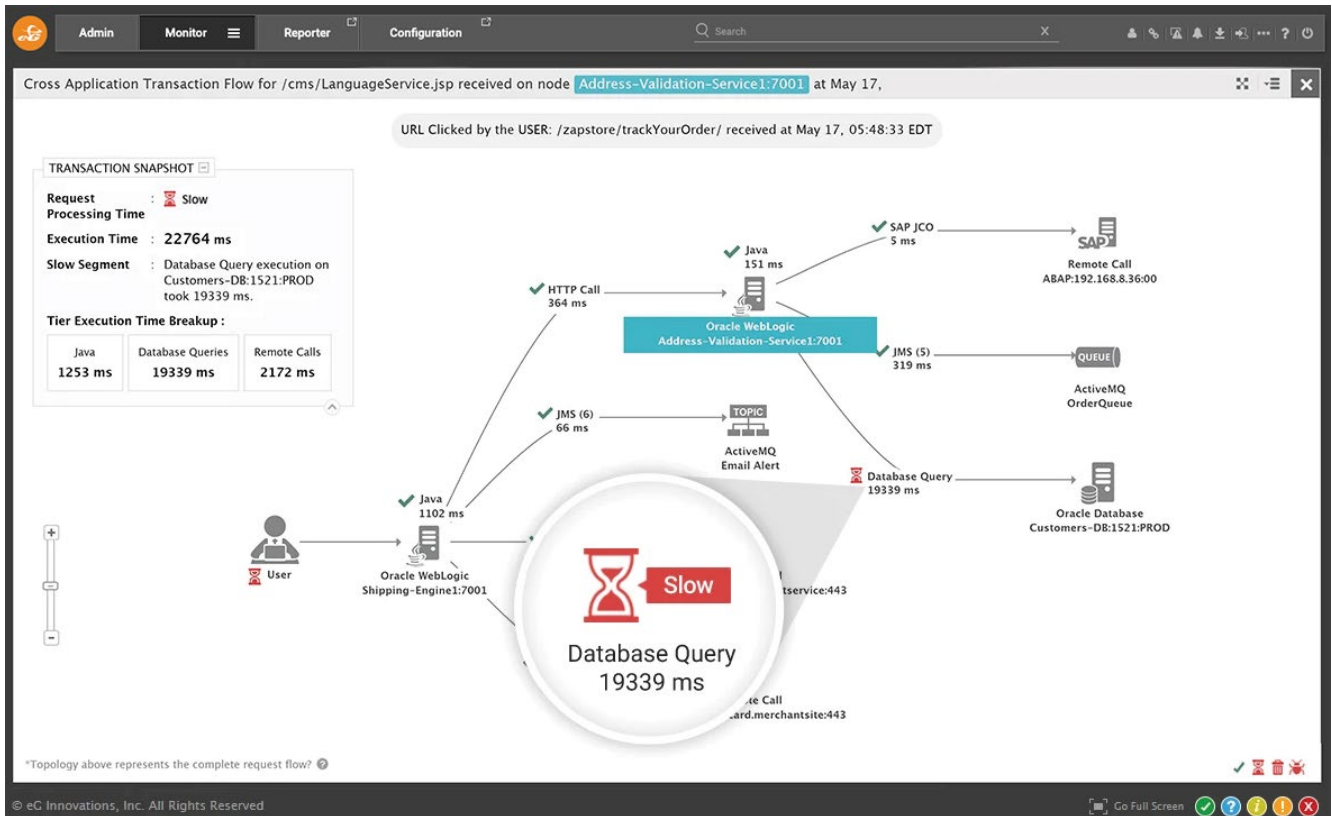 Admin
Monitor
Reporter
Configuration
Search
X
Cross Application Transaction Flow for /cms/LanguageService.jsp received on node Address-Validation-Service1:7001 at May 17,
URL Clicked by the USER: /zapstore/trackYourOrder/ received at May 17, 05:48:33 EDT
TRANSACTION SNAPSHOT
Request
Processing Time
: Slow
Execution Time : 22764 ms
Slow Segment : Database Query execution on
Customers-DB:1521:PROD
took 19339 ms.
Tier Execution Time Breakup :
Java
1253 ms
Database Queries
19339 ms
Remote Calls
2172 ms
SAP JCO
5 ms
SAP
Remote Call
ABAP:192.168.8.36:00
Java
151 ms
HTTP Call
364 ms
Oracle WebLogic
Address-Validation-Service1:7001
JMS (5)
319 ms
QUEUE
ActiveMQ
OrderQueue
JMS (6)
66 ms
TOPIC
ActiveMQ
Email Alert
Database Query
19339 ms
Oracle Database
Customers-DB:1521:PROD
Java
1102 ms
User
Oracle WebLogic
Shipping-Engine1:7001
Slow
Database Query
19339 ms
tservice:443
te Call
ard.merchantsite:443
*Topology above represents the complete request flow?
© eG Innovations, Inc. All Rights Reserved
Go Full Screen